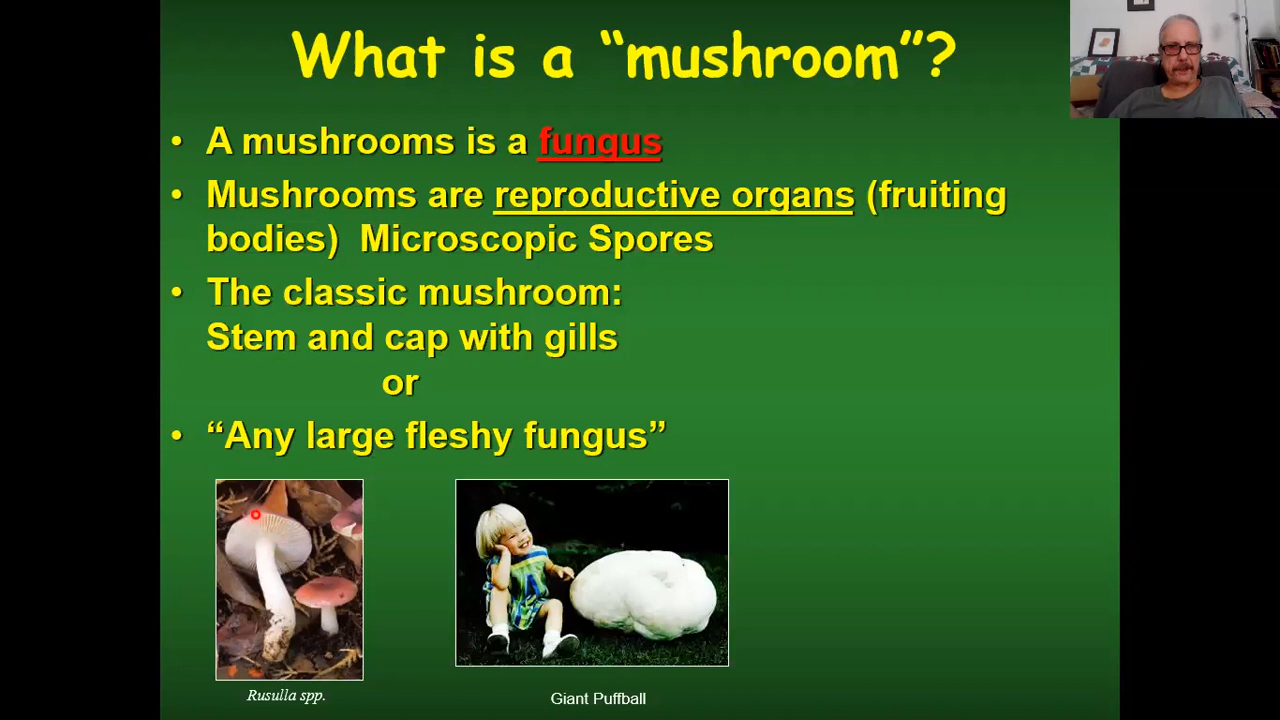 What is a “mushroom”?
• A mushrooms is a fungus
• Mushrooms are reproductive organs (fruiting
bodies)  Microscopic Spores
• The classic mushroom:
Stem and cap with gills
or
• “Any large fleshy fungus”
Rusulla spp.
Giant Puffball